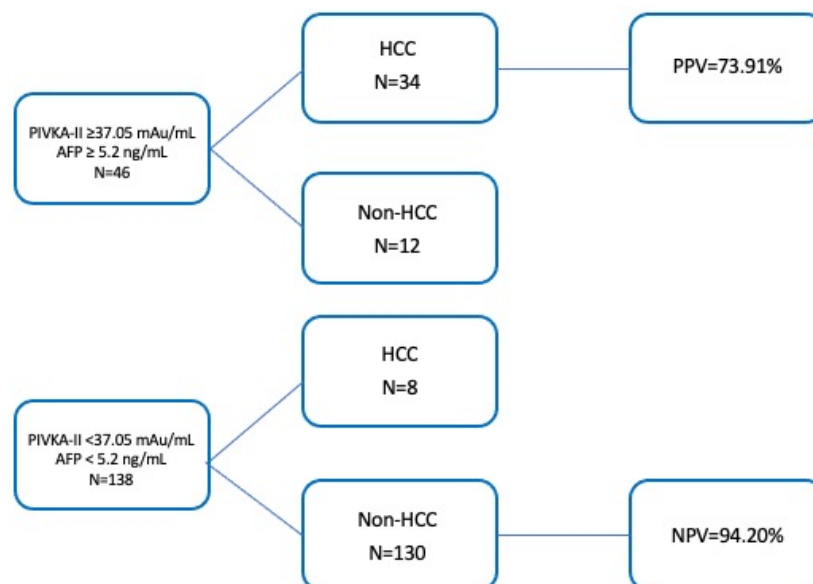 HCC
N=34
PPV=73.91%
PIVKA-II ≥37.05 mAu/mL
AFP ≥ 5.2 ng/mL
N=46
Non-HCC
N=12
HCC
N=8
PIVKA-II <37.05 mAu/mL
AFP < 5.2 ng/mL
N=138
Non-HCC
N=130
NPV=94.20%